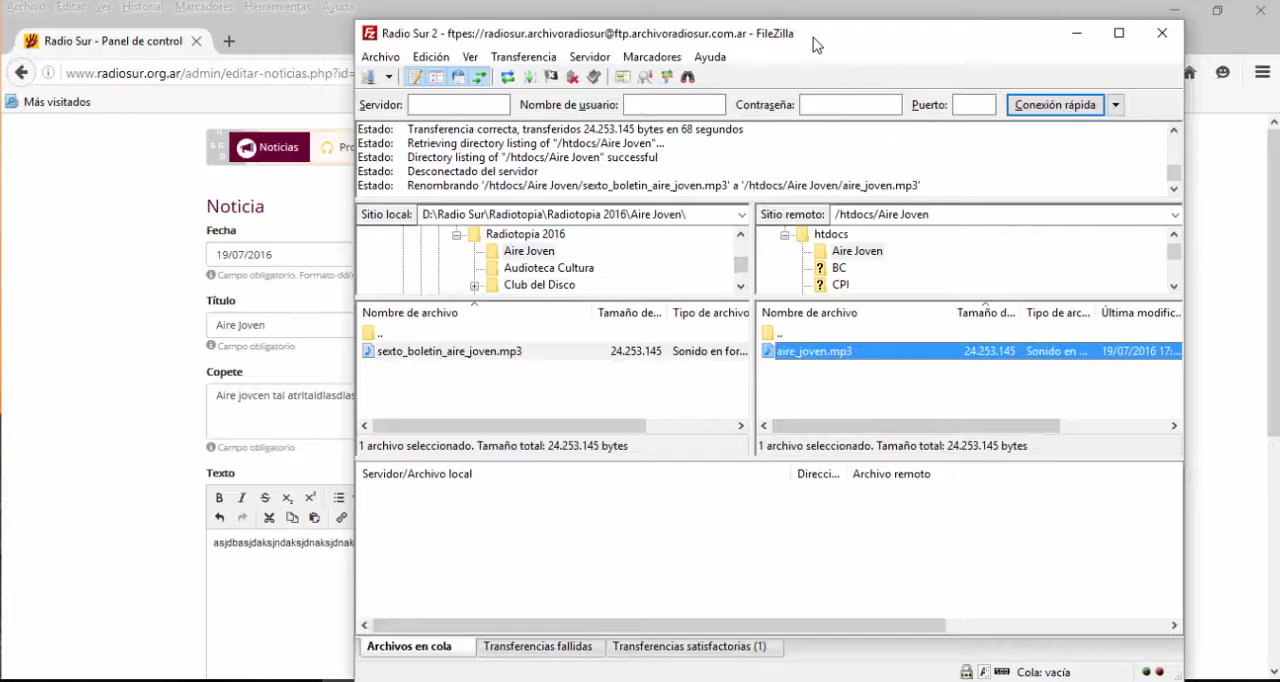 Archivo Editar Ver Historial Marcadores Herramientas Ayuda
Radio Sur - Panel de control
www.radiosur.org.ar/admin/editar-noticias.php?id=
Más visitados
Noticias
Noticia
Fecha
19/07/2016
Campo obligatorio. Formato dd/
Título
Aire Joven
Campo obligatorio
Copete
Aire jovcen tal atritaldlasdlas
Campo obligatorio
Texto
B I S X₂ X²
asjdbasjdaksjndaksjdnaksjdnak
Radio Sur 2 - ftpes://radiosur.archivoradiosur@ftp.archivoradiosur.com.ar - FileZilla
Archivo Edición Ver Transferencia Servidor Marcadores Ayuda
Servidor: Nombre de usuario: Contraseña: Puerto: Conexión rápida
Estado: Transferencia correcta, transferidos 24.253.145 bytes en 68 segundos
Estado: Retrieving directory listing of "/htdocs/Aire Joven"...
Estado: Directory listing of "/htdocs/Aire Joven" successful
Estado: Desconectado del servidor
Estado: Renombrando '/htdocs/Aire Joven/sexto_boletin_aire_joven.mp3' a '/htdocs/Aire Joven/aire_joven.mp3'
Sitio local: D:\Radio Sur\Radiotopia\Radiotopia 2016\Aire Joven\
Radiotopia 2016
Aire Joven
Audioteca Cultura
Club del Disco
Nombre de archivo Tamaño de... Tipo de archivo
..
sexto_boletin_aire_joven.mp3 24.253.145 Sonido en for...
1 archivo seleccionado. Tamaño total: 24.253.145 bytes
Sitio remoto: /htdocs/Aire Joven
htdocs
Aire Joven
? BC
? CPI
Nombre de archivo Tamaño d... Tipo de arc... Última modific...
..
aire_joven.mp3 24.253.145 Sonido en ... 19/07/2016 17:...
1 archivo seleccionado. Tamaño total: 24.253.145 bytes
Servidor/Archivo local Direcci... Archivo remoto
Archivos en cola Transferencias fallidas Transferencias satisfactorias (1)
Cola: vacía